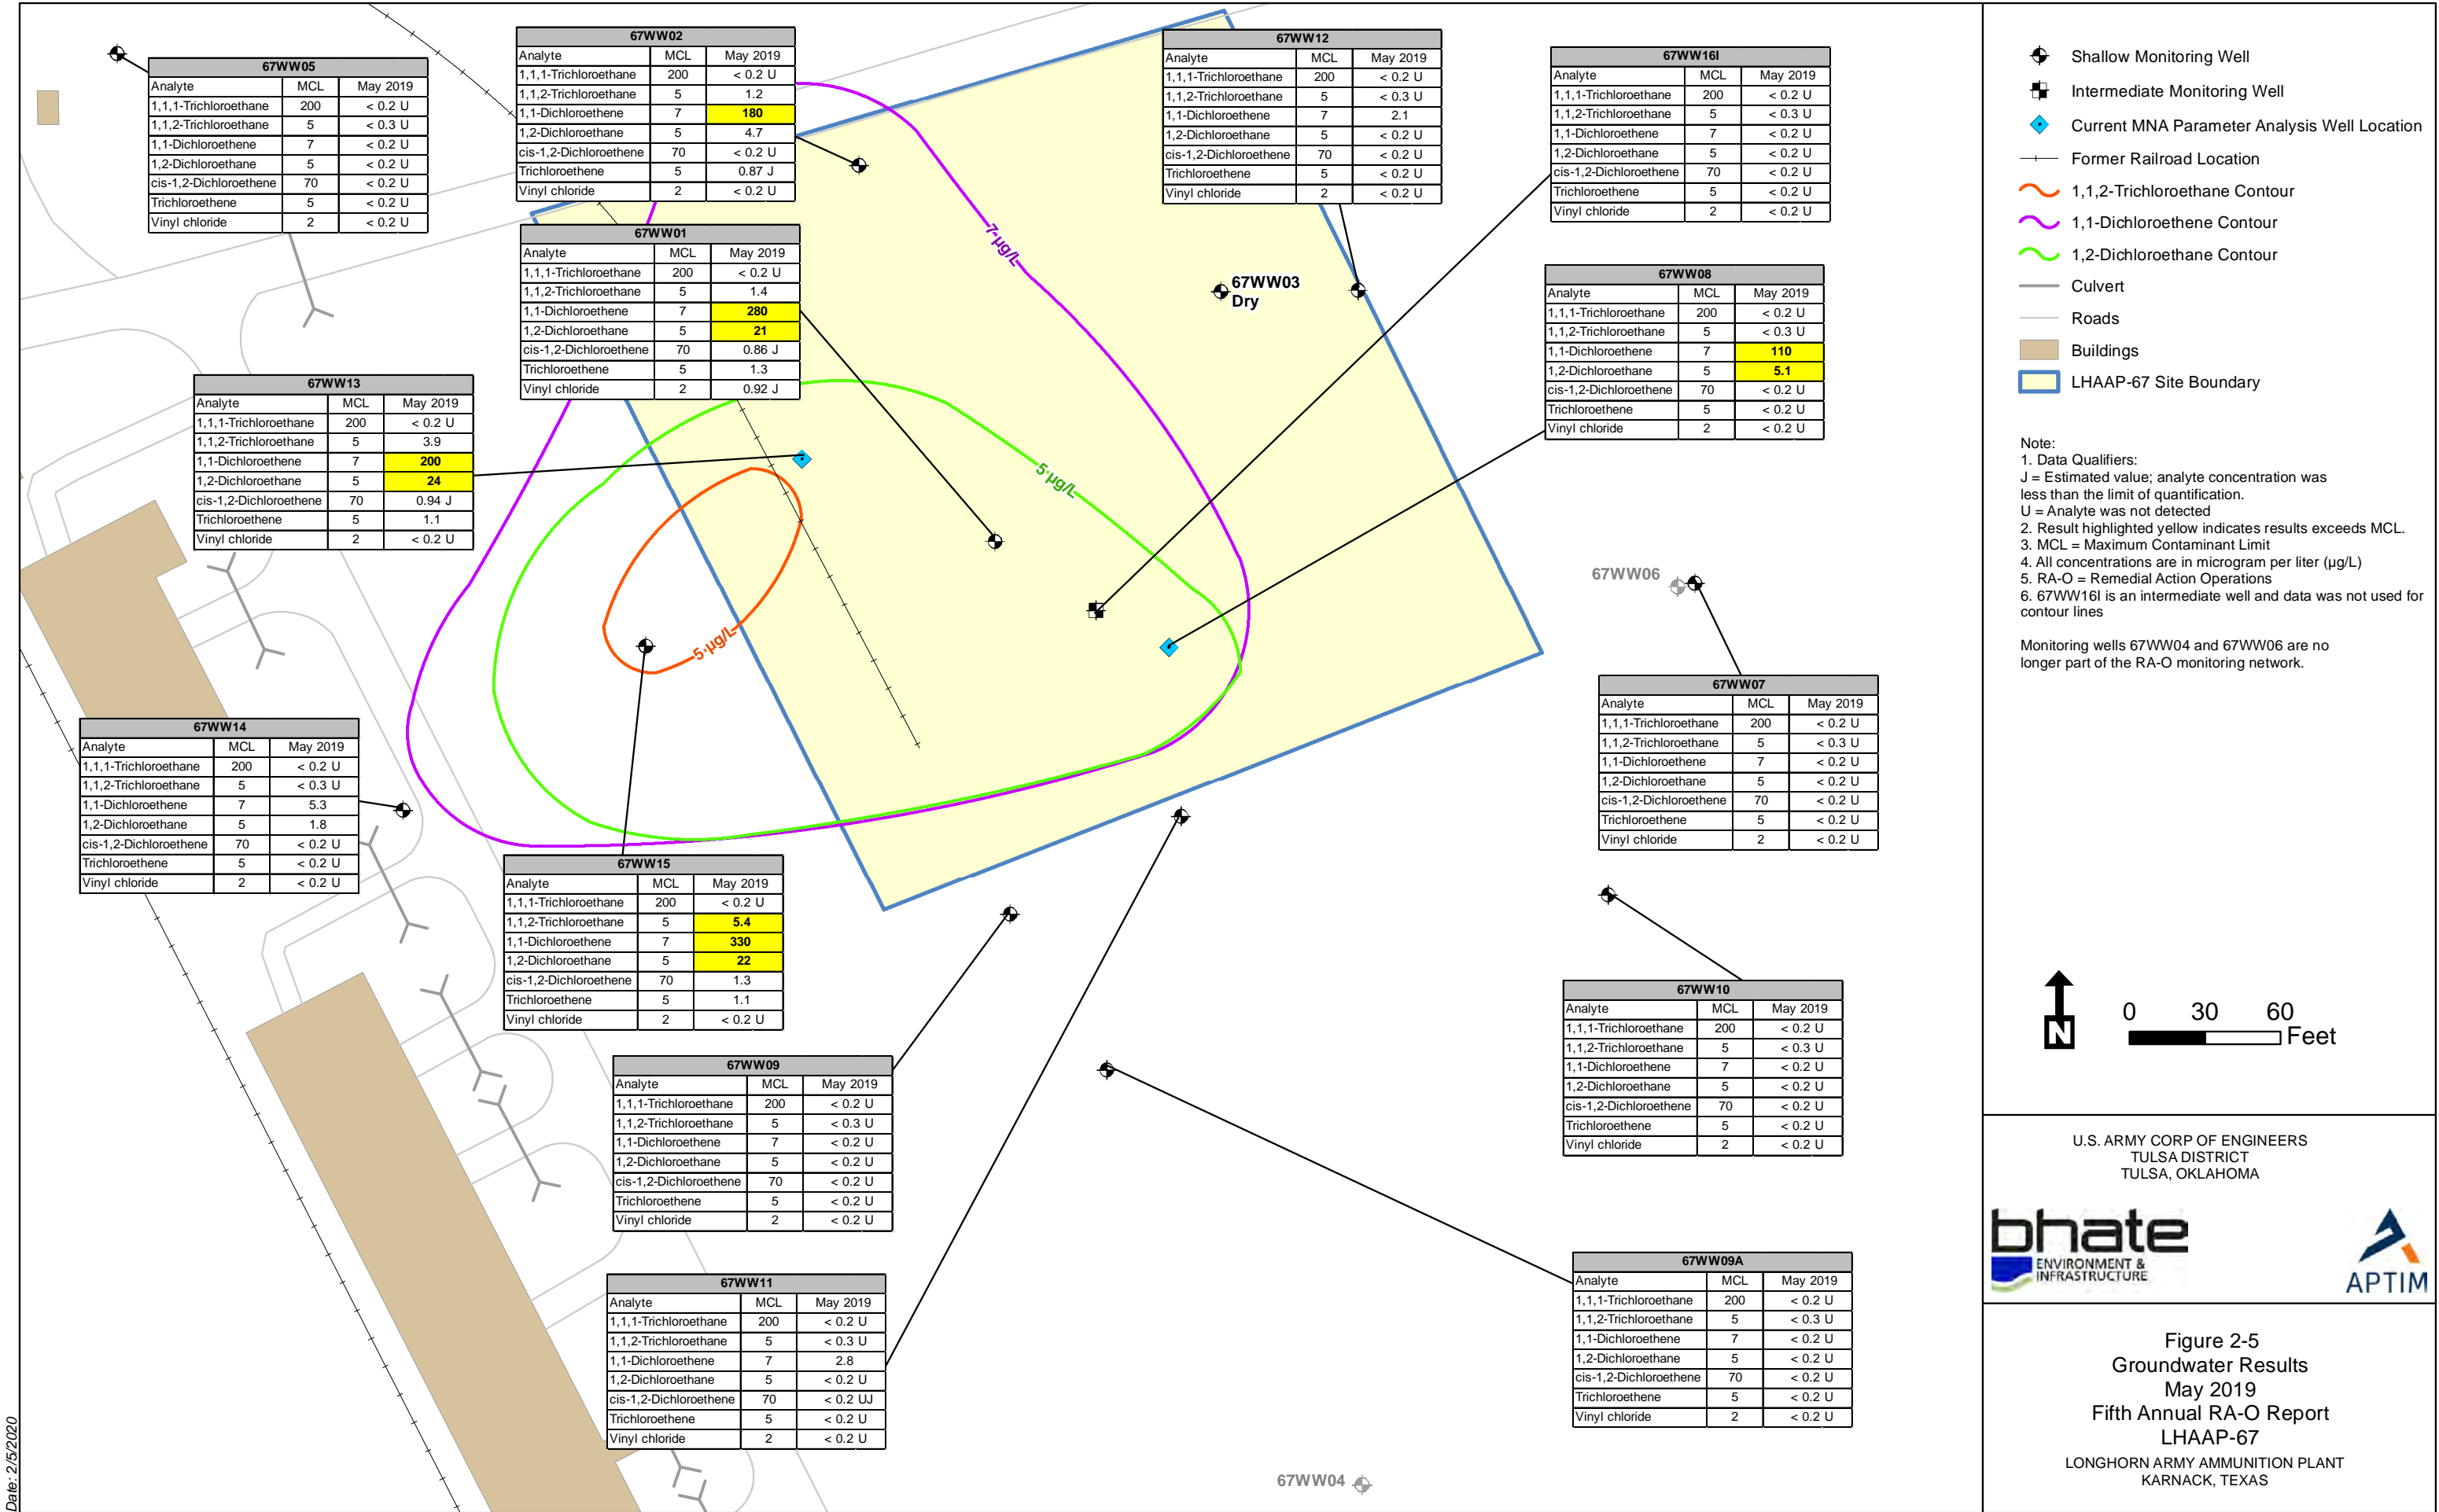 67WW05
Analyte MCL May 2019
1,1,1-Trichloroethane 200 < 0.2 U
1,1,2-Trichloroethane 5 < 0.3 U
1,1-Dichloroethene 7 < 0.2 U
1,2-Dichloroethane 5 < 0.2 U
cis-1,2-Dichloroethene 70 < 0.2 U
Trichloroethene 5 < 0.2 U
Vinyl chloride 2 < 0.2 U
67WW02
Analyte MCL May 2019
1,1,1-Trichloroethane 200 < 0.2 U
1,1,2-Trichloroethane 5 1.2
1,1-Dichloroethene 7 180
1,2-Dichloroethane 5 4.7
cis-1,2-Dichloroethene 70 < 0.2 U
Trichloroethene 5 0.87 J
Vinyl chloride 2 < 0.2 U
67WW12
Analyte MCL May 2019
1,1,1-Trichloroethane 200 < 0.2 U
1,1,2-Trichloroethane 5 < 0.3 U
1,1-Dichloroethene 7 2.1
1,2-Dichloroethane 5 < 0.2 U
cis-1,2-Dichloroethene 70 < 0.2 U
Trichloroethene 5 < 0.2 U
Vinyl chloride 2 < 0.2 U
67WW16I
Analyte MCL May 2019
1,1,1-Trichloroethane 200 < 0.2 U
1,1,2-Trichloroethane 5 < 0.3 U
1,1-Dichloroethene 7 < 0.2 U
1,2-Dichloroethane 5 < 0.2 U
cis-1,2-Dichloroethene 70 < 0.2 U
Trichloroethene 5 < 0.2 U
Vinyl chloride 2 < 0.2 U
67WW01
Analyte MCL May 2019
1,1,1-Trichloroethane 200 < 0.2 U
1,1,2-Trichloroethane 5 1.4
1,1-Dichloroethene 7 280
1,2-Dichloroethane 5 21
cis-1,2-Dichloroethene 70 0.86 J
Trichloroethene 5 1.3
Vinyl chloride 2 0.92 J
7 µg/L
67WW03
Dry
67WW08
Analyte MCL May 2019
1,1,1-Trichloroethane 200 < 0.2 U
1,1,2-Trichloroethane 5 < 0.3 U
1,1-Dichloroethene 7 110
1,2-Dichloroethane 5 5.1
cis-1,2-Dichloroethene 70 < 0.2 U
Trichloroethene 5 < 0.2 U
Vinyl chloride 2 < 0.2 U
67WW13
Analyte MCL May 2019
1,1,1-Trichloroethane 200 < 0.2 U
1,1,2-Trichloroethane 5 3.9
1,1-Dichloroethene 7 200
1,2-Dichloroethane 5 24
cis-1,2-Dichloroethene 70 0.94 J
Trichloroethene 5 1.1
Vinyl chloride 2 < 0.2 U
5 µg/L
5 µg/L
67WW06
67WW07
Analyte MCL May 2019
1,1,1-Trichloroethane 200 < 0.2 U
1,1,2-Trichloroethane 5 < 0.3 U
1,1-Dichloroethene 7 < 0.2 U
1,2-Dichloroethane 5 < 0.2 U
cis-1,2-Dichloroethene 70 < 0.2 U
Trichloroethene 5 < 0.2 U
Vinyl chloride 2 < 0.2 U
67WW14
Analyte MCL May 2019
1,1,1-Trichloroethane 200 < 0.2 U
1,1,2-Trichloroethane 5 < 0.3 U
1,1-Dichloroethene 7 5.3
1,2-Dichloroethane 5 1.8
cis-1,2-Dichloroethene 70 < 0.2 U
Trichloroethene 5 < 0.2 U
Vinyl chloride 2 < 0.2 U
67WW15
Analyte MCL May 2019
1,1,1-Trichloroethane 200 < 0.2 U
1,1,2-Trichloroethane 5 5.4
1,1-Dichloroethene 7 330
1,2-Dichloroethane 5 22
cis-1,2-Dichloroethene 70 1.3
Trichloroethene 5 1.1
Vinyl chloride 2 < 0.2 U
67WW10
Analyte MCL May 2019
1,1,1-Trichloroethane 200 < 0.2 U
1,1,2-Trichloroethane 5 < 0.3 U
1,1-Dichloroethene 7 < 0.2 U
1,2-Dichloroethane 5 < 0.2 U
cis-1,2-Dichloroethene 70 < 0.2 U
Trichloroethene 5 < 0.2 U
Vinyl chloride 2 < 0.2 U
67WW09
Analyte MCL May 2019
1,1,1-Trichloroethane 200 < 0.2 U
1,1,2-Trichloroethane 5 < 0.3 U
1,1-Dichloroethene 7 < 0.2 U
1,2-Dichloroethane 5 < 0.2 U
cis-1,2-Dichloroethene 70 < 0.2 U
Trichloroethene 5 < 0.2 U
Vinyl chloride 2 < 0.2 U
67WW11
Analyte MCL May 2019
1,1,1-Trichloroethane 200 < 0.2 U
1,1,2-Trichloroethane 5 < 0.3 U
1,1-Dichloroethene 7 2.8
1,2-Dichloroethane 5 < 0.2 U
cis-1,2-Dichloroethene 70 < 0.2 UJ
Trichloroethene 5 < 0.2 U
Vinyl chloride 2 < 0.2 U
67WW09A
Analyte MCL May 2019
1,1,1-Trichloroethane 200 < 0.2 U
1,1,2-Trichloroethane 5 < 0.3 U
1,1-Dichloroethene 7 < 0.2 U
1,2-Dichloroethane 5 < 0.2 U
cis-1,2-Dichloroethene 70 < 0.2 U
Trichloroethene 5 < 0.2 U
Vinyl chloride 2 < 0.2 U
67WW04
Date: 2/5/2020
Shallow Monitoring Well
Intermediate Monitoring Well
Current MNA Parameter Analysis Well Location
Former Railroad Location
1,1,2-Trichloroethane Contour
1,1-Dichloroethene Contour
1,2-Dichloroethane Contour
Culvert
Roads
Buildings
LHAAP-67 Site Boundary
Note:
1. Data Qualifiers:
J = Estimated value; analyte concentration was
less than the limit of quantification.
U = Analyte was not detected
2. Result highlighted yellow indicates results exceeds MCL.
3. MCL = Maximum Contaminant Limit
4. All concentrations are in microgram per liter (µg/L)
5. RA-O = Remedial Action Operations
6. 67WW16I is an intermediate well and data was not used for
contour lines
Monitoring wells 67WW04 and 67WW06 are no
longer part of the RA-O monitoring network.
N
0 30 60
Feet
U.S. ARMY CORP OF ENGINEERS
TULSA DISTRICT
TULSA, OKLAHOMA
bhate
ENVIRONMENT &
INFRASTRUCTURE
APTIM
Figure 2-5
Groundwater Results
May 2019
Fifth Annual RA-O Report
LHAAP-67
LONGHORN ARMY AMMUNITION PLANT
KARNACK, TEXAS